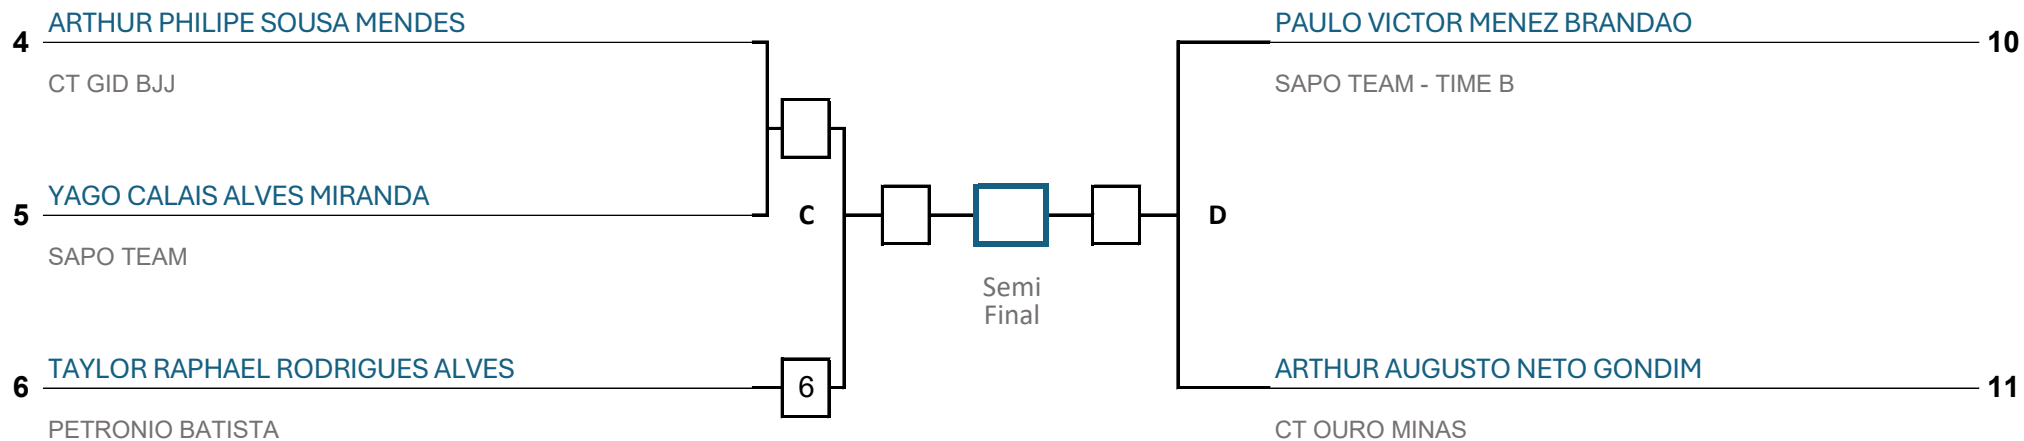 ARTHUR PHILIPE SOUSA MENDES
4
CT GID BJJ
YAGO CALAIS ALVES MIRANDA
5
SAPO TEAM
C
TAYLOR RAPHAEL RODRIGUES ALVES
6
6
PETRONIO BATISTA
Semi
Final
PAULO VICTOR MENEZ BRANDAO
10
SAPO TEAM - TIME B
D
ARTHUR AUGUSTO NETO GONDIM
11
CT OURO MINAS